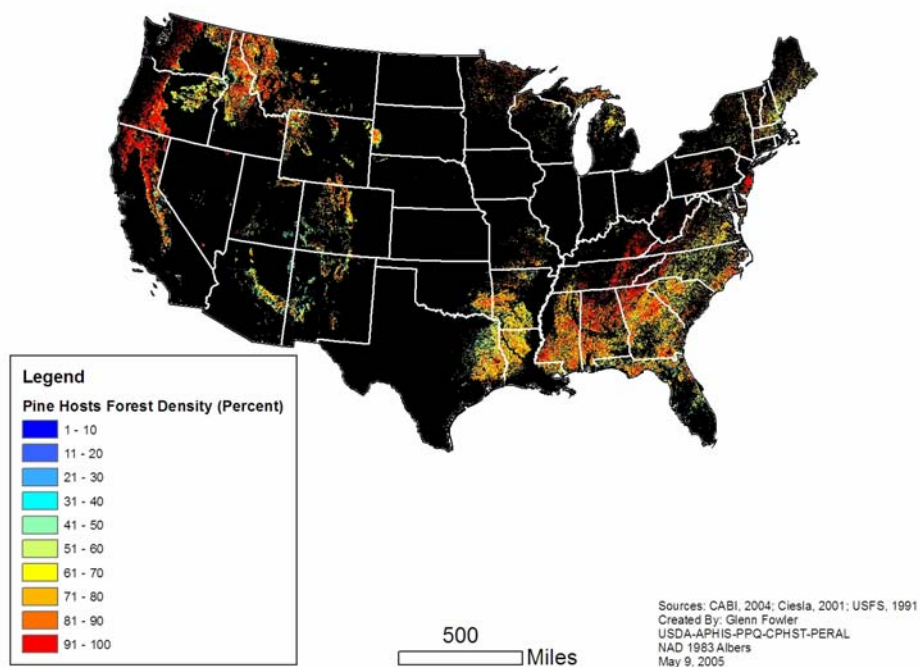 Legend
Pine Hosts Forest Density (Percent)
1 - 10
11 - 20
21 - 30
31 - 40
41 - 50
51 - 60
61 - 70
71 - 80
81 - 90
91 - 100
500
Miles
Sources: CABI, 2004; Ciesla, 2001; USFS, 1991
Created By: Glenn Fowler
USDA-APHIS-PPQ-CPHST-PERAL
NAD 1983 Albers
May 9, 2005